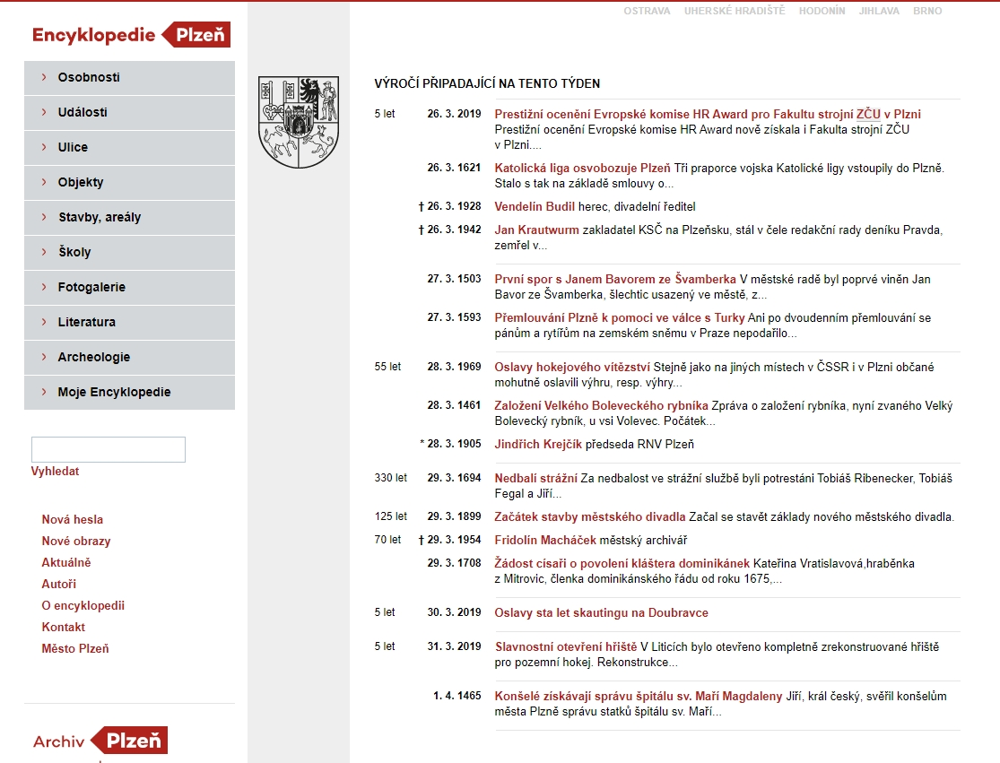 OSTRAVA UHERSKÉ HRADIŠTĚ HODONÍN JIHLAVA BRNO
Encyklopedie Plzeň
Osobnosti
Události
Ulice
Objekty
Stavby, areály
Školy
Fotogalerie
Literatura
Archeologie
Moje Encyklopedie
Vyhledat
Nová hesla
Nové obrazy
Aktuálně
Autoři
O encyklopedii
Kontakt
Město Plzeň
Archiv Plzeň
VÝROČÍ PŘIPADAJÍCÍ NA TENTO TÝDEN
5 let 26. 3. 2019 Prestižní ocenění Evropské komise HR Award pro Fakultu strojní ZČU v Plzni
Prestižní ocenění Evropské komise HR Award nově získala i Fakulta strojní ZČU
v Plzni....
26. 3. 1621 Katolická liga osvobozuje Plzeň Tři praporce vojska Katolické ligy vstoupily do Plzně.
Stalo s tak na základě smlouvy o...
† 26. 3. 1928 Vendelín Budil herec, divadelní ředitel
† 26. 3. 1942 Jan Krautwurm zakladatel KSČ na Plzeňsku, stál v čele redakční rady deníku Pravda,
zemřel v...
27. 3. 1503 První spor s Janem Bavorem ze Švamberka V městské radě byl poprvé viněn Jan
Bavor ze Švamberka, šlechtic usazený ve městě, z...
27. 3. 1593 Přemlouvání Plzně k pomoci ve válce s Turky Ani po dvoudenním přemlouvání se
pánům a rytířům na zemském sněmu v Praze nepodařilo...
55 let 28. 3. 1969 Oslavy hokejového vítězství Stejně jako na jiných místech v ČSSR i v Plzni občané
mohutně oslavili výhru, resp. výhry...
28. 3. 1461 Založení Velkého Boleveckého rybníka Zpráva o založení rybníka, nyní zvaného Velký
Bolevecký rybník, u vsi Volevec. Počátek...
* 28. 3. 1905 Jindřich Krejčík předseda RNV Plzeň
330 let 29. 3. 1694 Nedbalí strážní Za nedbalost ve strážní službě byli potrestáni Tobiáš Ribenecker, Tobiáš
Fegal a Jiří...
125 let 29. 3. 1899 Začátek stavby městského divadla Začal se stavět základy nového městského divadla.
70 let † 29. 3. 1954 Fridolín Macháček městský archivář
29. 3. 1708 Žádost císaři o povolení kláštera dominikánek Kateřina Vratislavová,hraběnka
z Mitrovic, členka dominikánského řádu od roku 1675,...
5 let 30. 3. 2019 Oslavy sta let skautingu na Doubravce
5 let 31. 3. 2019 Slavnostní otevření hřiště V Liticích bylo otevřeno kompletně zrekonstruované hřiště
pro pozemní hokej. Rekonstrukce...
1. 4. 1465 Konšelé získávají správu špitálu sv. Maří Magdaleny Jiří, král český, svěřil konšelům
města Plzně správu statků špitálu sv. Maří...